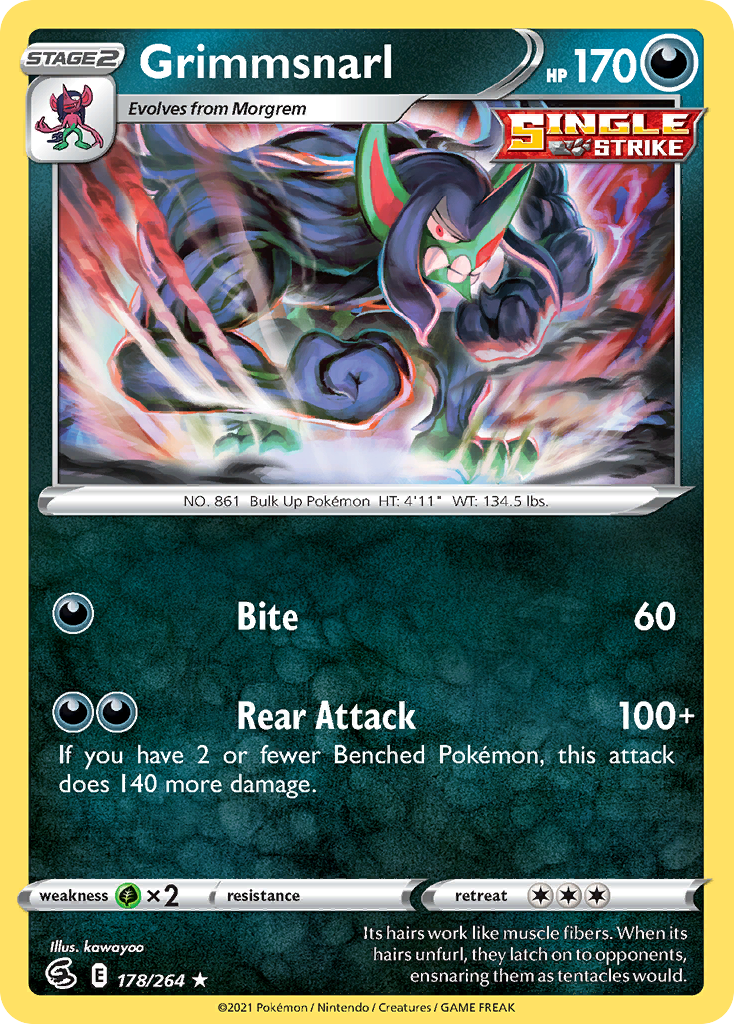 STAGE2
Grimmsnarl
HP 170
Evolves from Morgrem
SINGLE
STRIKE
NO. 861 Bulk Up Pokémon HT: 4'11" WT: 134.5 lbs.
Bite 60
Rear Attack 100+
If you have 2 or fewer Benched Pokémon, this attack
does 140 more damage.
weakness ×2 resistance retreat
Its hairs work like muscle fibers. When its
hairs unfurl, they latch on to opponents,
ensnaring them as tentacles would.
Illus. kawayoo
E 178/264 ★
©2021 Pokémon / Nintendo / Creatures / GAME FREAK